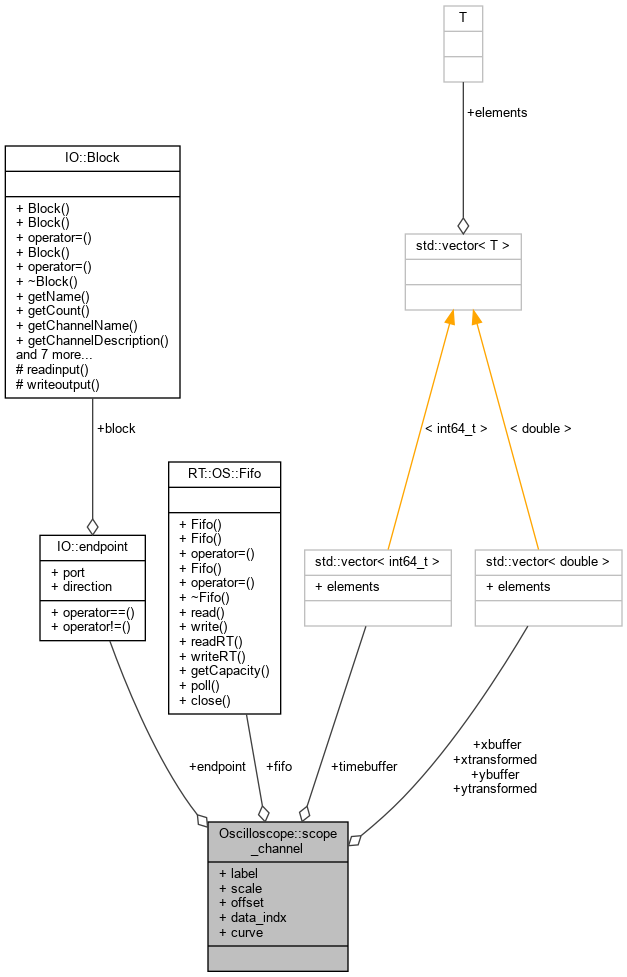 T
+elements
IO::Block
+ Block()
+ Block()
+ operator=()
+ Block()
+ operator=()
+ ~Block()
+ getName()
+ getCount()
+ getChannelName()
+ getChannelDescription()
and 7 more...
# readinput()
# writeoutput()
std::vector< T >
+block
< int64_t >
< double >
RT::OS::Fifo
+ Fifo()
+ Fifo()
+ operator=()
+ Fifo()
+ operator=()
+ ~Fifo()
+ read()
+ write()
+ readRT()
+ writeRT()
+ getCapacity()
+ poll()
+ close()
IO::endpoint
+ port
+ direction
+ operator==()
+ operator!=()
std::vector< int64_t >
+ elements
std::vector< double >
+ elements
+endpoint
+fifo
+timebuffer
+xbuffer
+xtransformed
+ybuffer
+ytransformed
Oscilloscope::scope
_channel
+ label
+ scale
+ offset
+ data_indx
+ curve